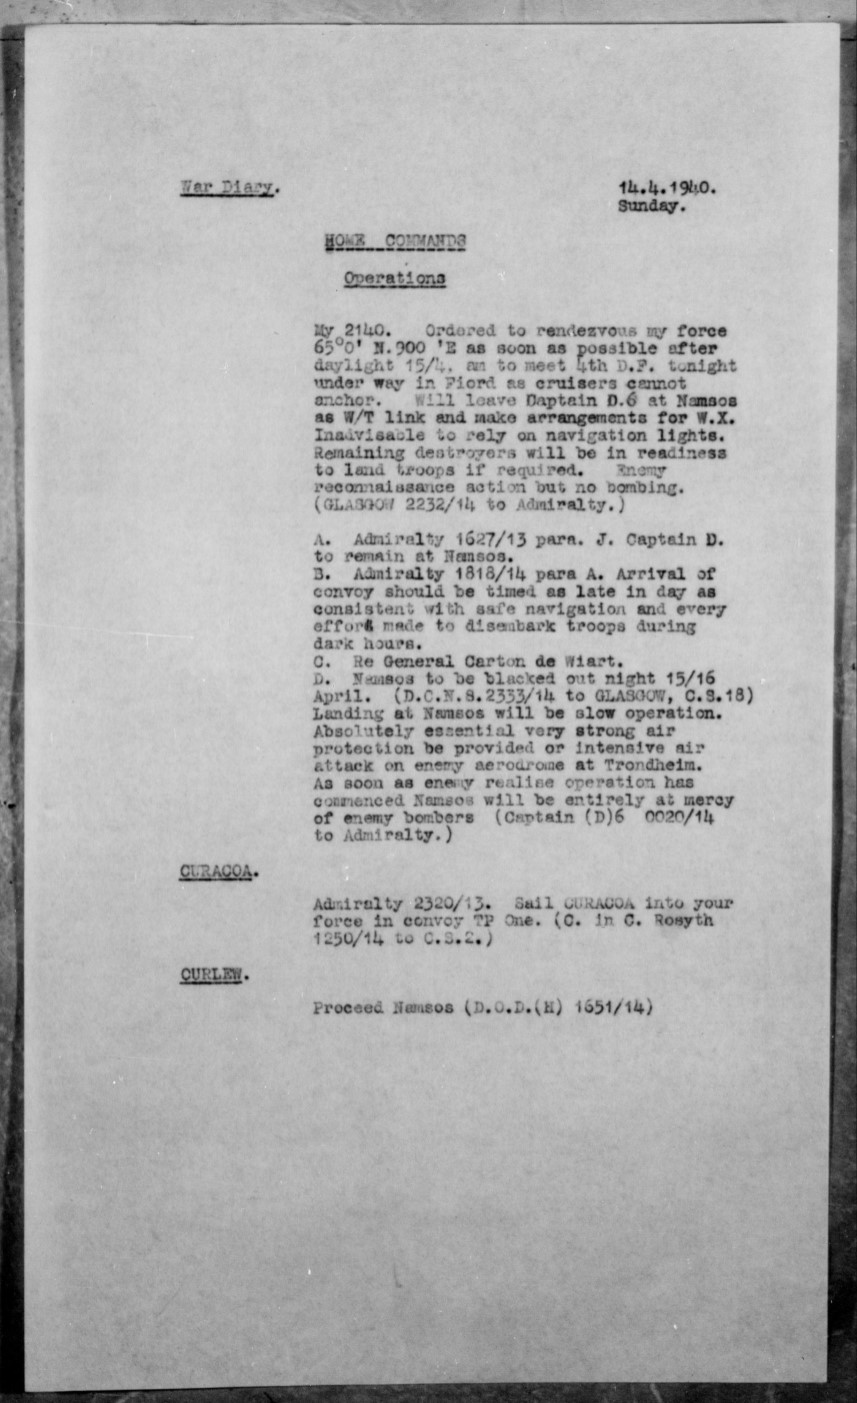 War Diary. 14.4.1940.
Sunday.
HOME COMMANDS
Operations
My 2140. Ordered to rendezvous my force
65°0' N.900 'E as soon as possible after
daylight 15/4, am to meet 4th D.F. tonight
under way in Fiord as cruisers cannot
anchor. Will leave Captain D.6 at Namsos
as W/T link and make arrangements for W.X.
Inadvisable to rely on navigation lights.
Remaining destroyers will be in readiness
to land troops if required. Enemy
reconnaissance action but no bombing.
(GLASGOW 2232/14 to Admiralty.)
A. Admiralty 1627/13 para. J. Captain D.
to remain at Namsos.
B. Admiralty 1818/14 para A. Arrival of
convoy should be timed as late in day as
consistent with safe navigation and every
effort made to disembark troops during
dark hours.
C. Re General Carton de Wiart.
D. Namsos to be blacked out night 15/16
April. (D.C.N.S.2333/14 to GLASGOW, C.S.18)
Landing at Namsos will be slow operation.
Absolutely essential very strong air
protection be provided or intensive air
attack on enemy aerodrome at Trondheim.
As soon as enemy realise operation has
commenced Namsos will be entirely at mercy
of enemy bombers (Captain (D)6 0020/14
to Admiralty.)
CURACOA.
Admiralty 2320/13. Sail CURACOA into your
force in convoy TP One. (C. in C. Rosyth
1250/14 to C.S.2.)
CURLEW.
Proceed Namsos (D.O.D.(H) 1651/14)